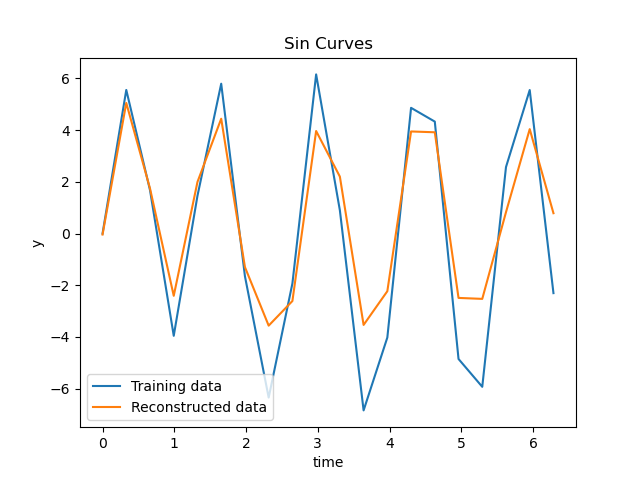 Sin Curves
6
4
2
0
−2
−4
−6
y
Training data
Reconstructed data
0 1 2 3 4 5 6
time